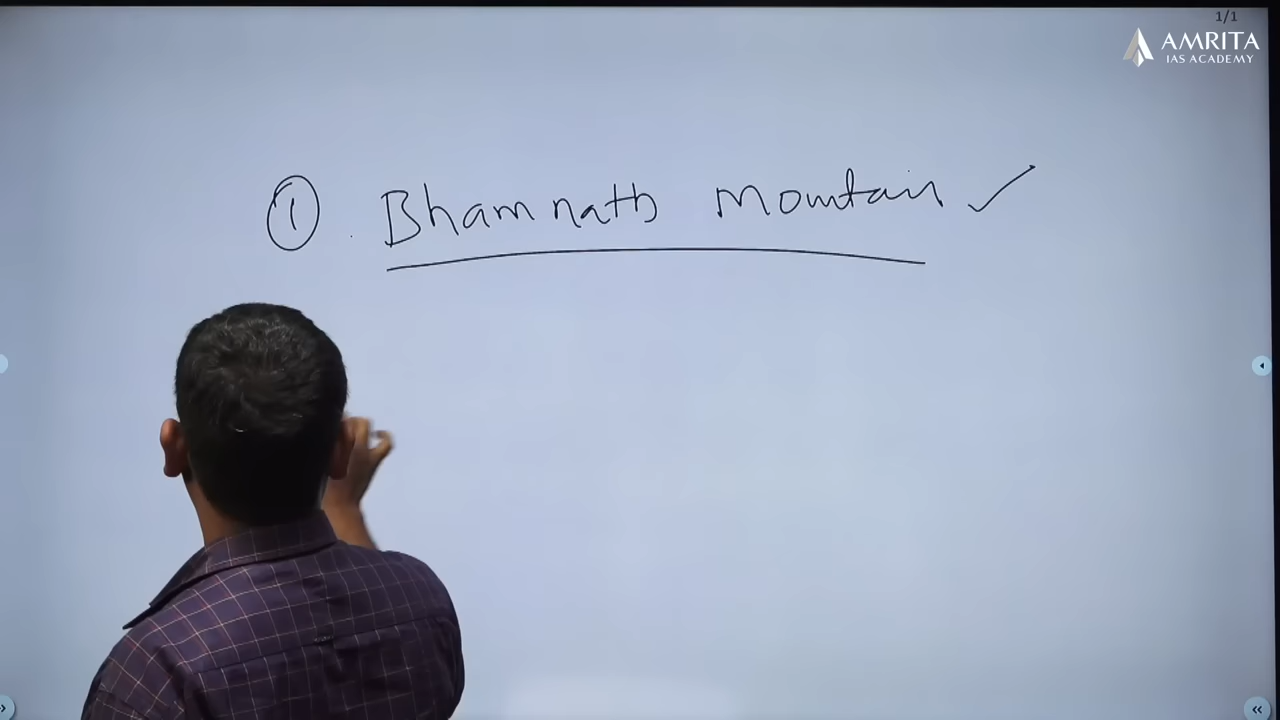 1/1
AMRITA
IAS ACADEMY
① . Bhamnath Mountain ✓